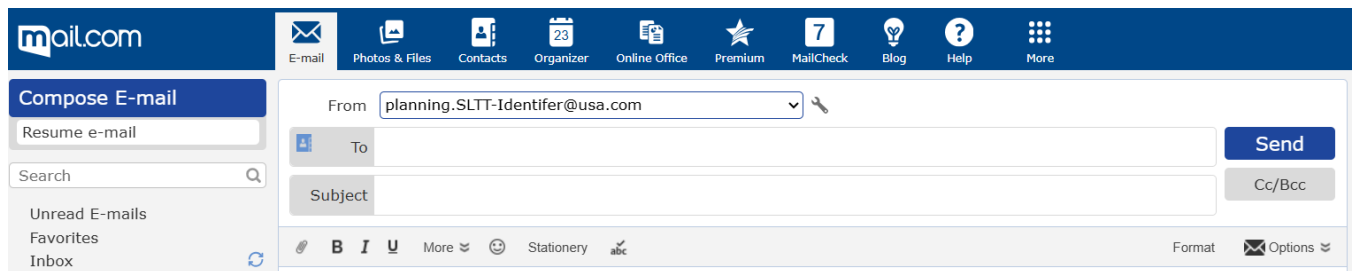 mail.com
E-mail
Photos & Files
Contacts
23
Organizer
Online Office
Premium
7
MailCheck
Blog
?
Help
More
Compose E-mail
Resume e-mail
Search
Unread E-mails
Favorites
Inbox
From planning.SLTT-Identifer@usa.com
To
Send
Subject
Cc/Bcc
B I U More Stationery abc Format Options